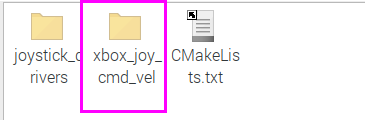 joystick_d
rivers
xbox_joy_
cmd_vel
CMakeLis
ts.txt